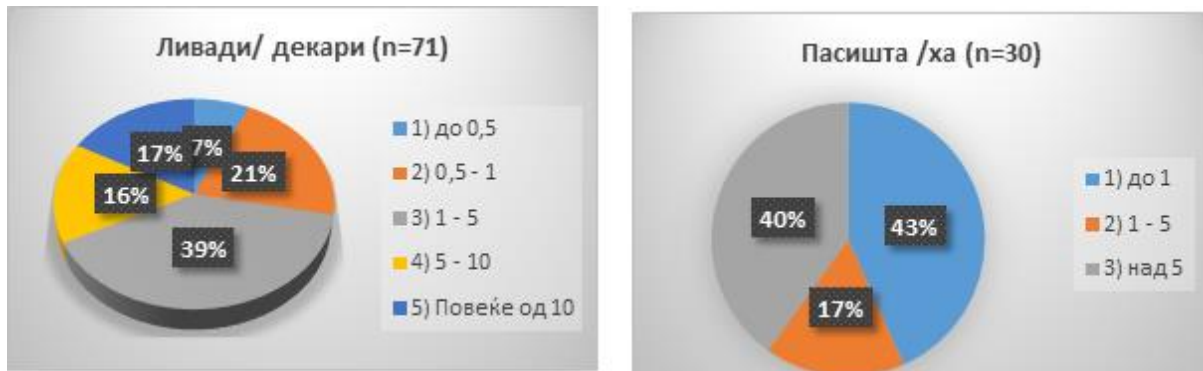 Ливади/ декари (n=71)
7%
21%
39%
16%
17%
1) до 0,5
2) 0,5 - 1
3) 1 - 5
4) 5 - 10
5) Повеќе од 10
Пасишта /ха (n=30)
43%
17%
40%
1) до 1
2) 1 - 5
3) над 5